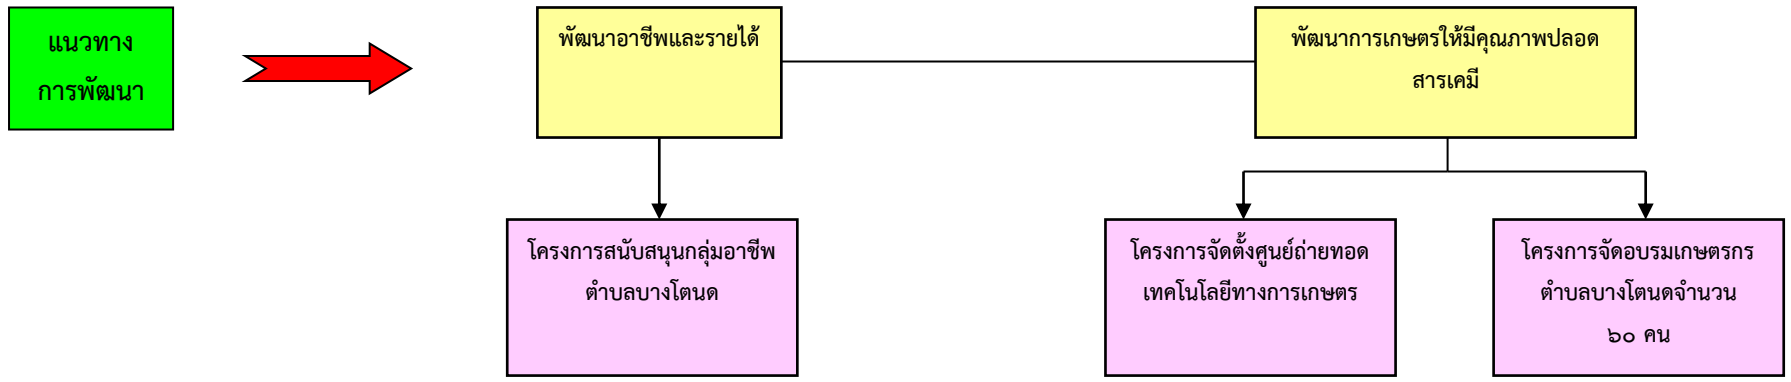 แนวทาง
การพัฒนา
พัฒนาอาชีพและรายได้
พัฒนาการเกษตรให้มีคุณภาพปลอด
สารเคมี
โครงการสนับสนุนกลุ่มอาชีพ
ตำบลบางโตนด
โครงการจัดตั้งศูนย์ถ่ายทอด
เทคโนโลยีทางการเกษตร
โครงการจัดอบรมเกษตรกร
ตำบลบางโตนดจำนวน
๖๐ คน